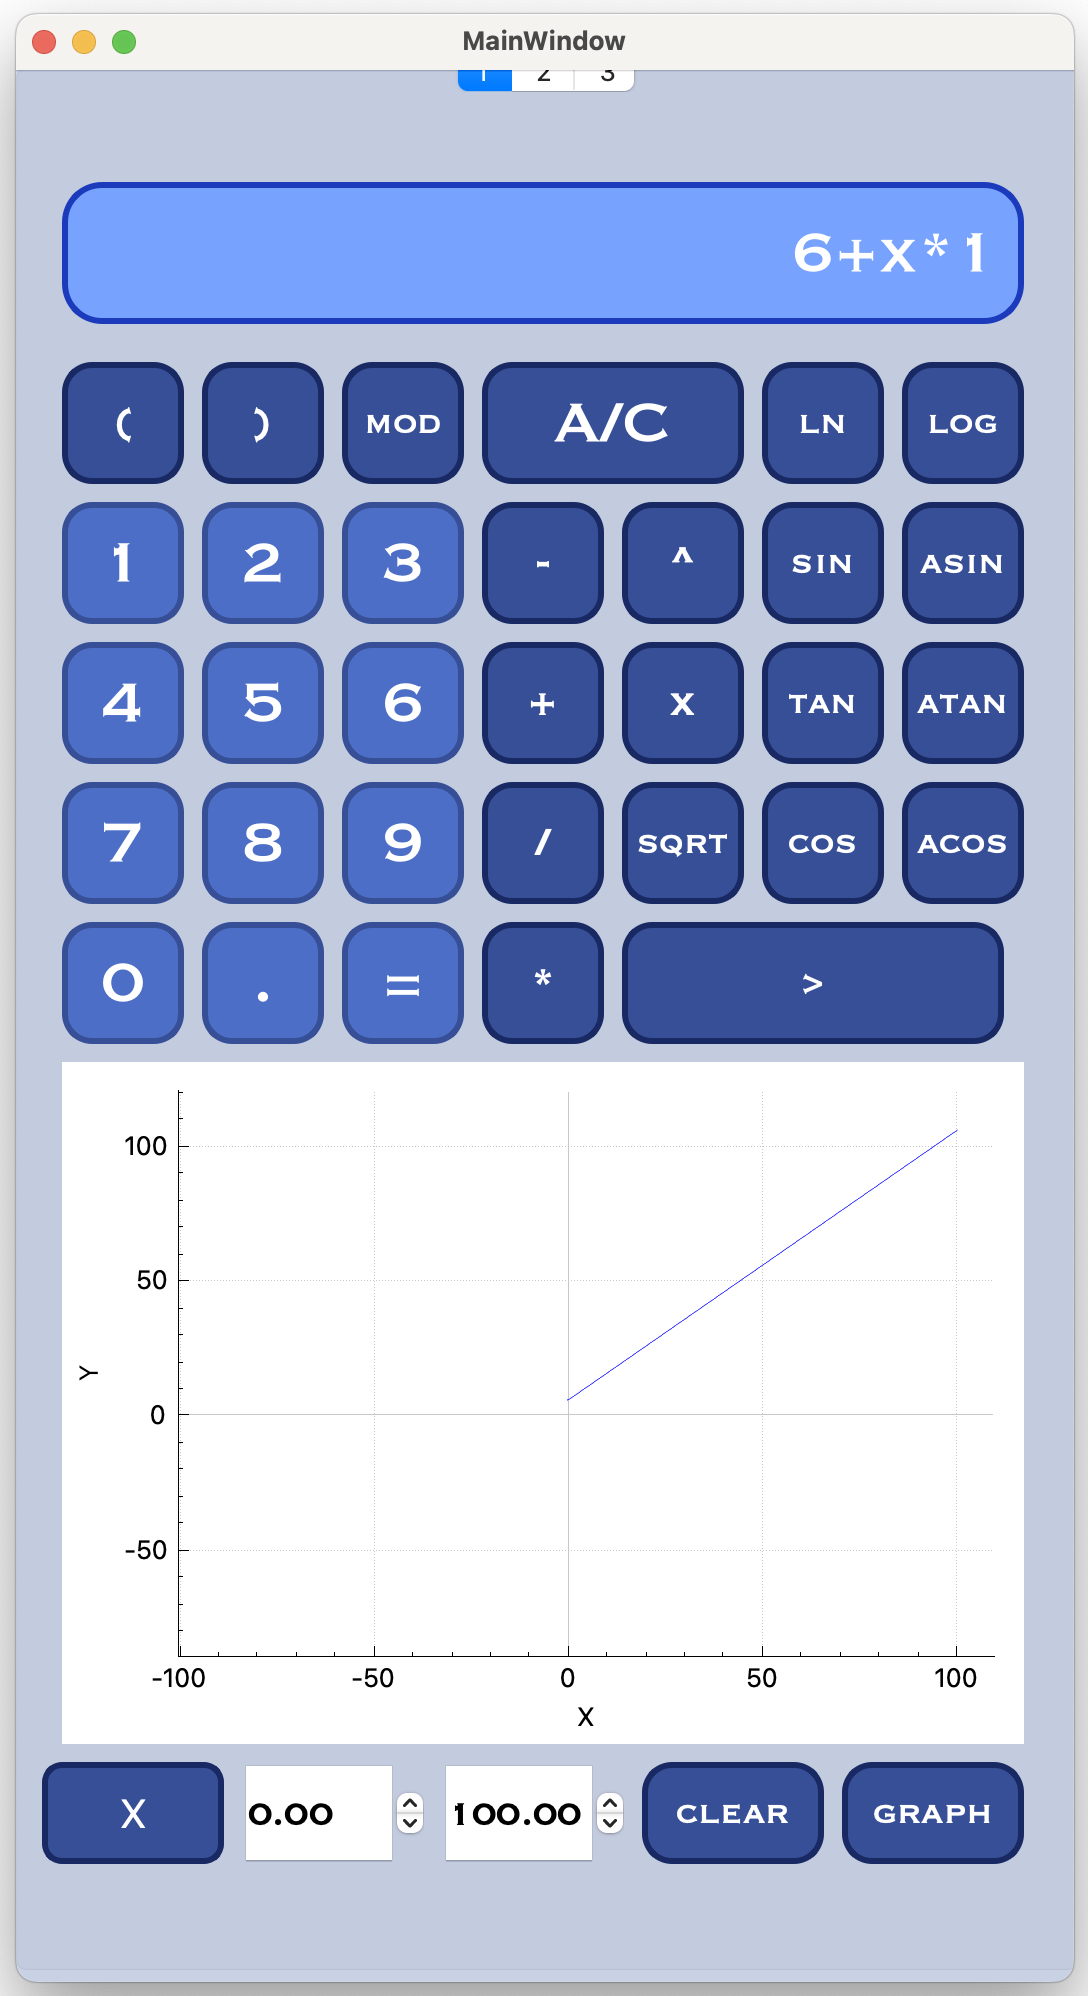 MainWindow
1 2 3
6+x*1
( ) MOD A/C LN LOG
1 2 3 - ^ SIN ASIN
4 5 6 + x TAN ATAN
7 8 9 / SQRT COS ACOS
0 . = * >
100
50
Y
0
-50
-100 -50 0 50 100
X
X 0.00 100.00 CLEAR GRAPH